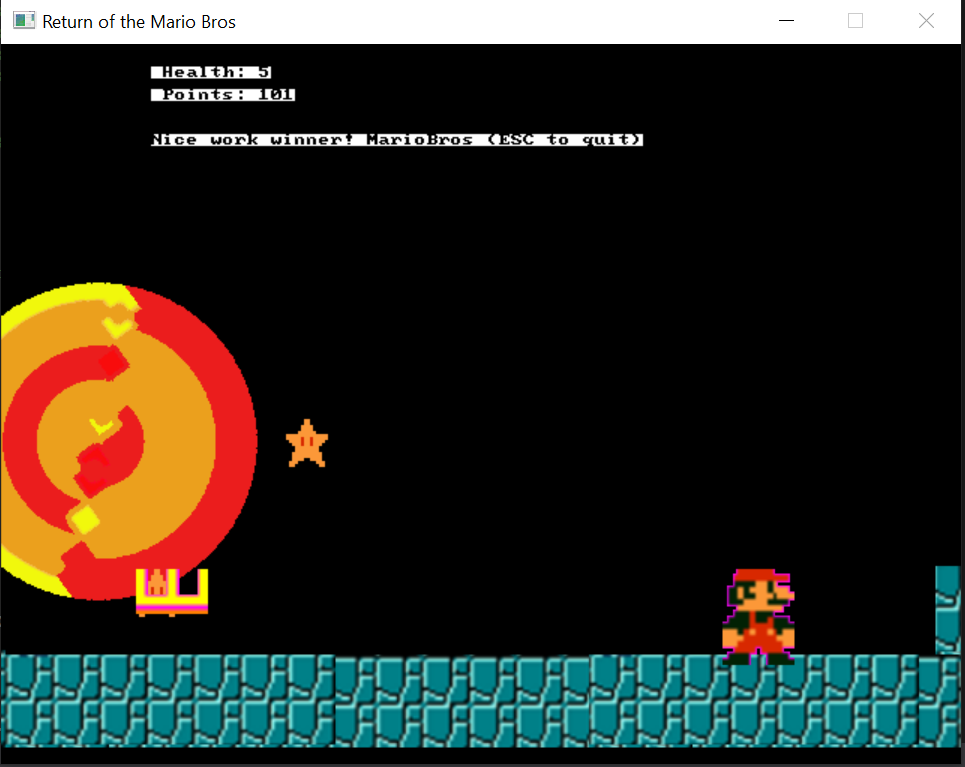 Return of the Mario Bros
Health: 5
Points: 101
Nice work winner! MarioBros (ESC to quit)